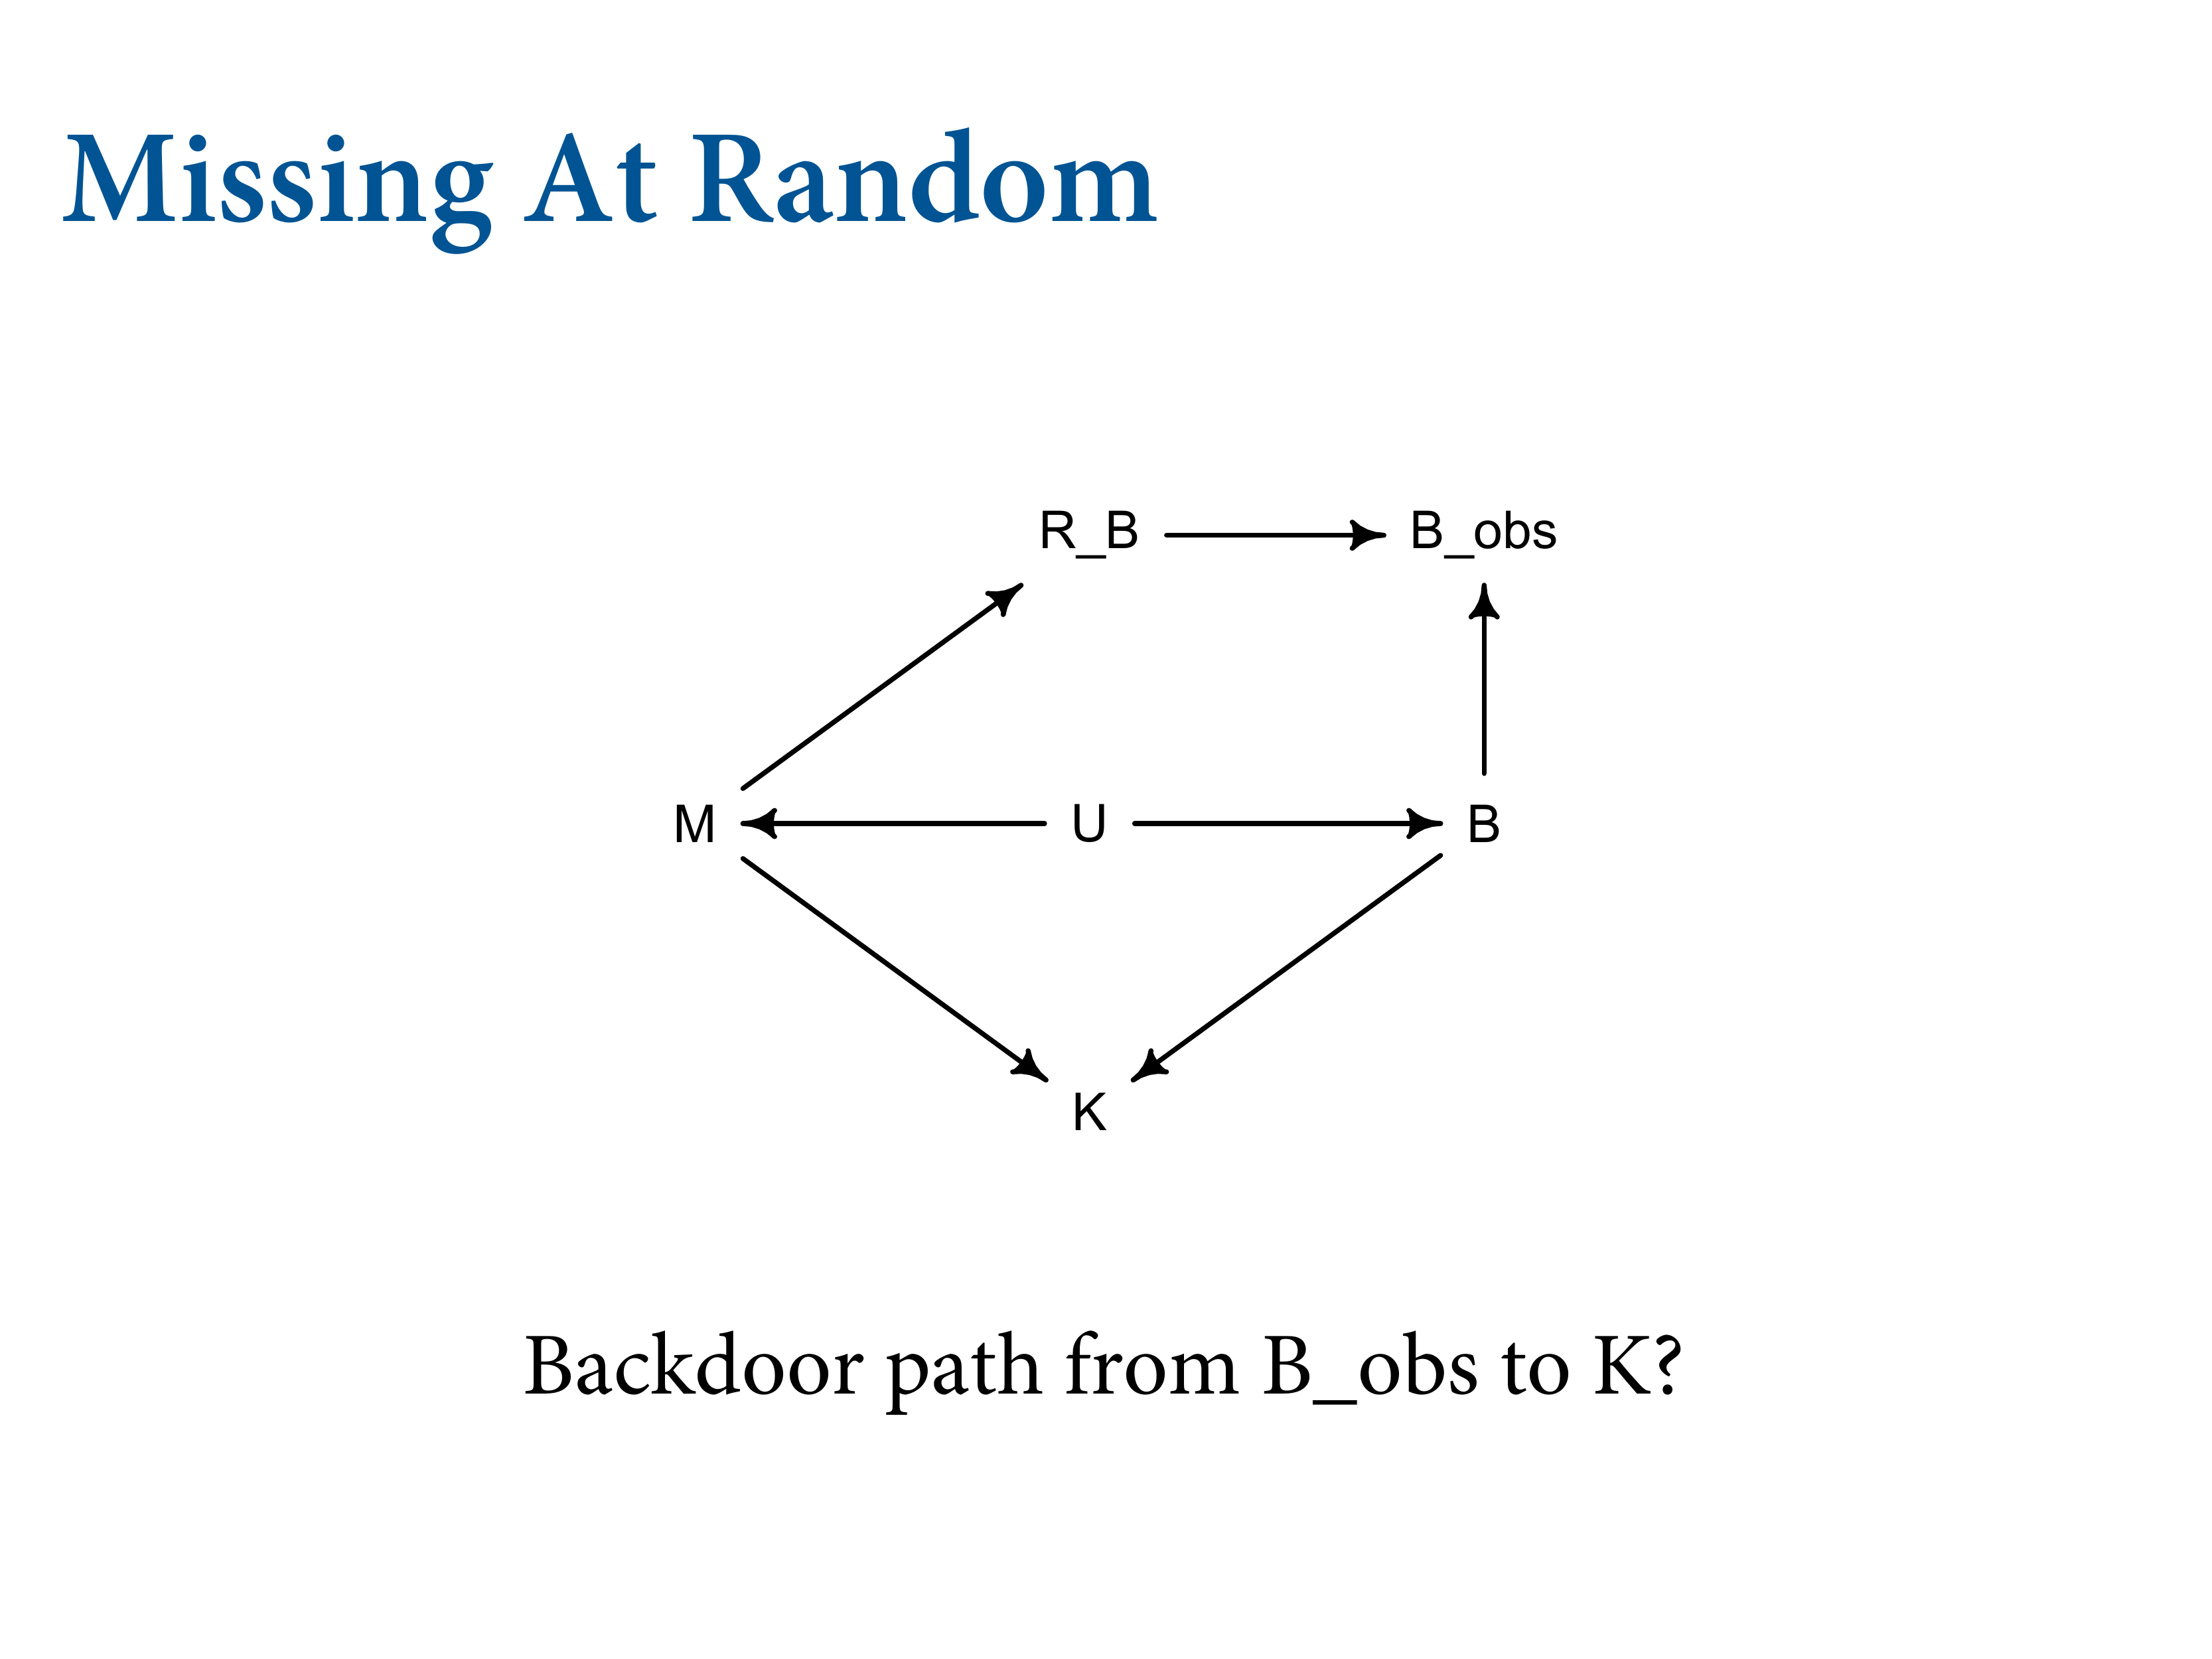 Missing At Random
R_B B_obs
M U B
K
Backdoor path from B_obs to K?